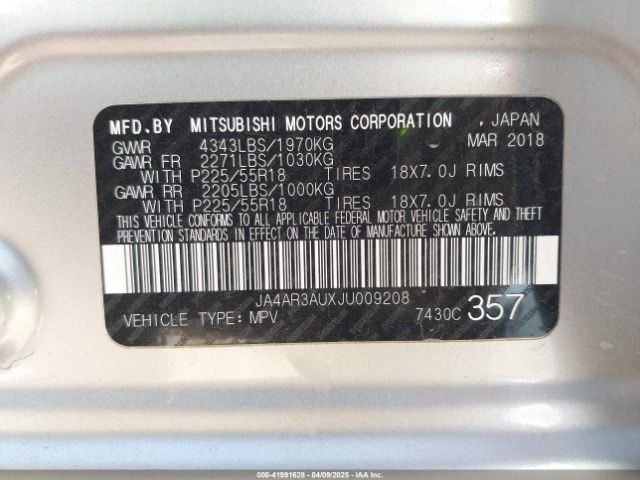 MFD.BY MITSUBISHI MOTORS CORPORATION , JAPAN
GVWR 4343LBS/1970KG MAR 2018
GAWR FR 2271LBS/1030KG
WITH P225/55R18 TIRES 18X7.0J RIMS
GAWR RR 2205LBS/1000KG
WITH P225/55R18 TIRES 18X7.0J RIMS
THIS VEHICLE CONFORMS TO ALL APPLICABLE FEDERAL MOTOR VEHICLE SAFETY AND THEFT
PREVENTION STANDARDS IN EFFECT ON THE DATE OF MANUFACTURE SHOWN ABOVE.
JA4AR3AUXJU009208
VEHICLE TYPE: MPV 7430C 357
000-41991628 - 04/09/2025 - IAA Inc.